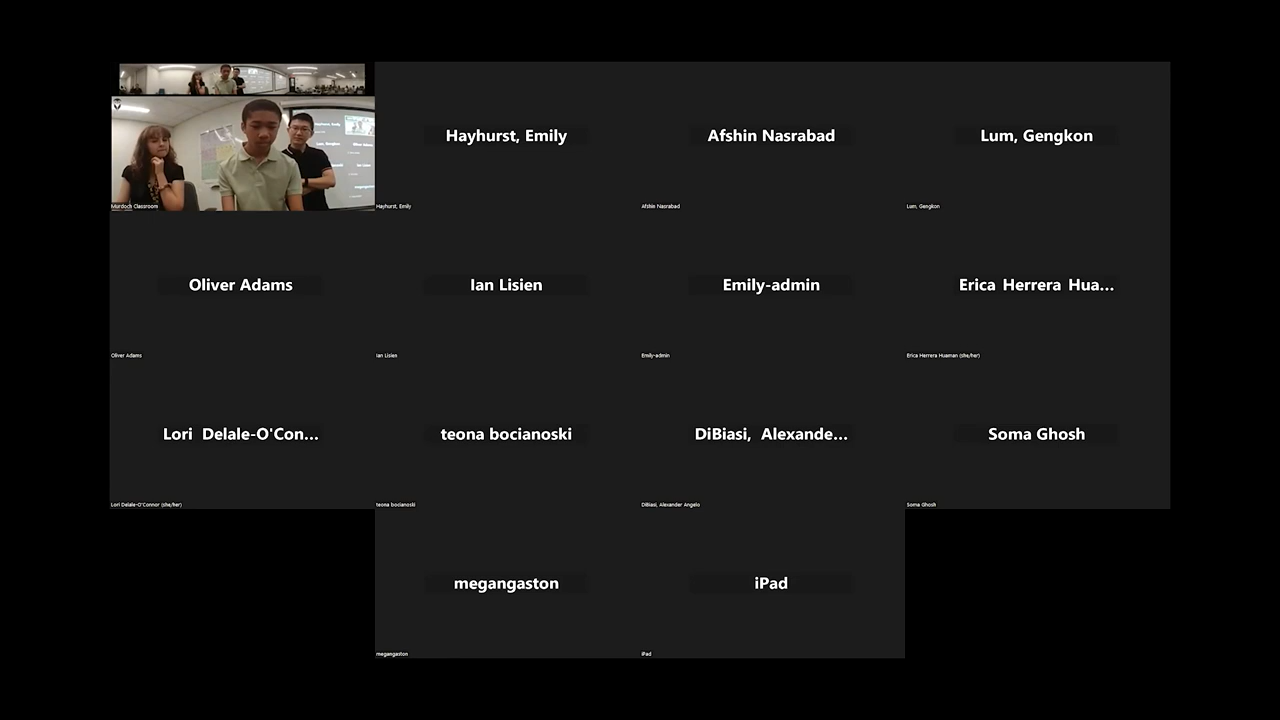 Hayhurst, Emily
Afshin Nasrabad
Lum, Gengkon
Murdoch Classroom
Hayhurst, Emily
Afshin Nasrabad
Lum, Gengkon
Oliver Adams
Ian Lisien
Emily-admin
Erica Herrera Hua...
Oliver Adams
Ian Lisien
Emily-admin
Erica Herrera Huaman (she/her)
Lori Delale-O'Con...
teona bocianoski
DiBiasi, Alexande...
Soma Ghosh
Lori Delale-O'Connor (she/her)
teona bocianoski
DiBiasi, Alexander Angelo
Soma Ghosh
megangaston
iPad
megangaston
iPad